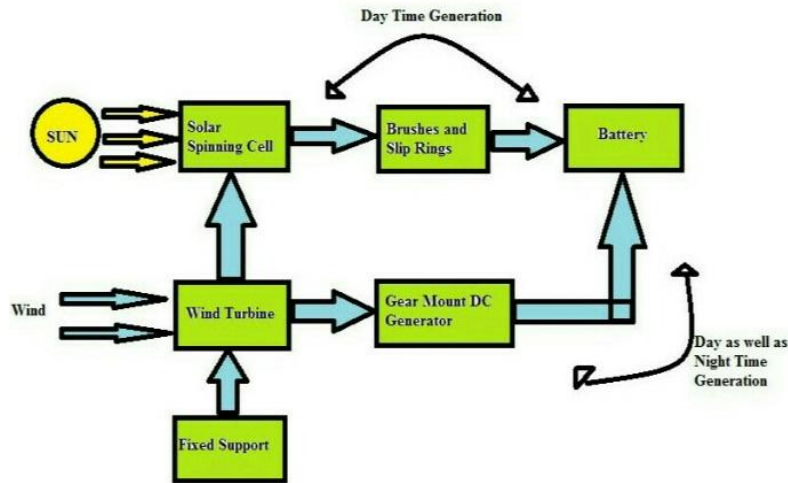 Day Time Generation
SUN
Solar
Spinning Cell
Brushes and
Slip Rings
Battery
Wind
Wind Turbine
Gear Mount DC
Generator
Day as well as
Night Time
Generation
Fixed Support